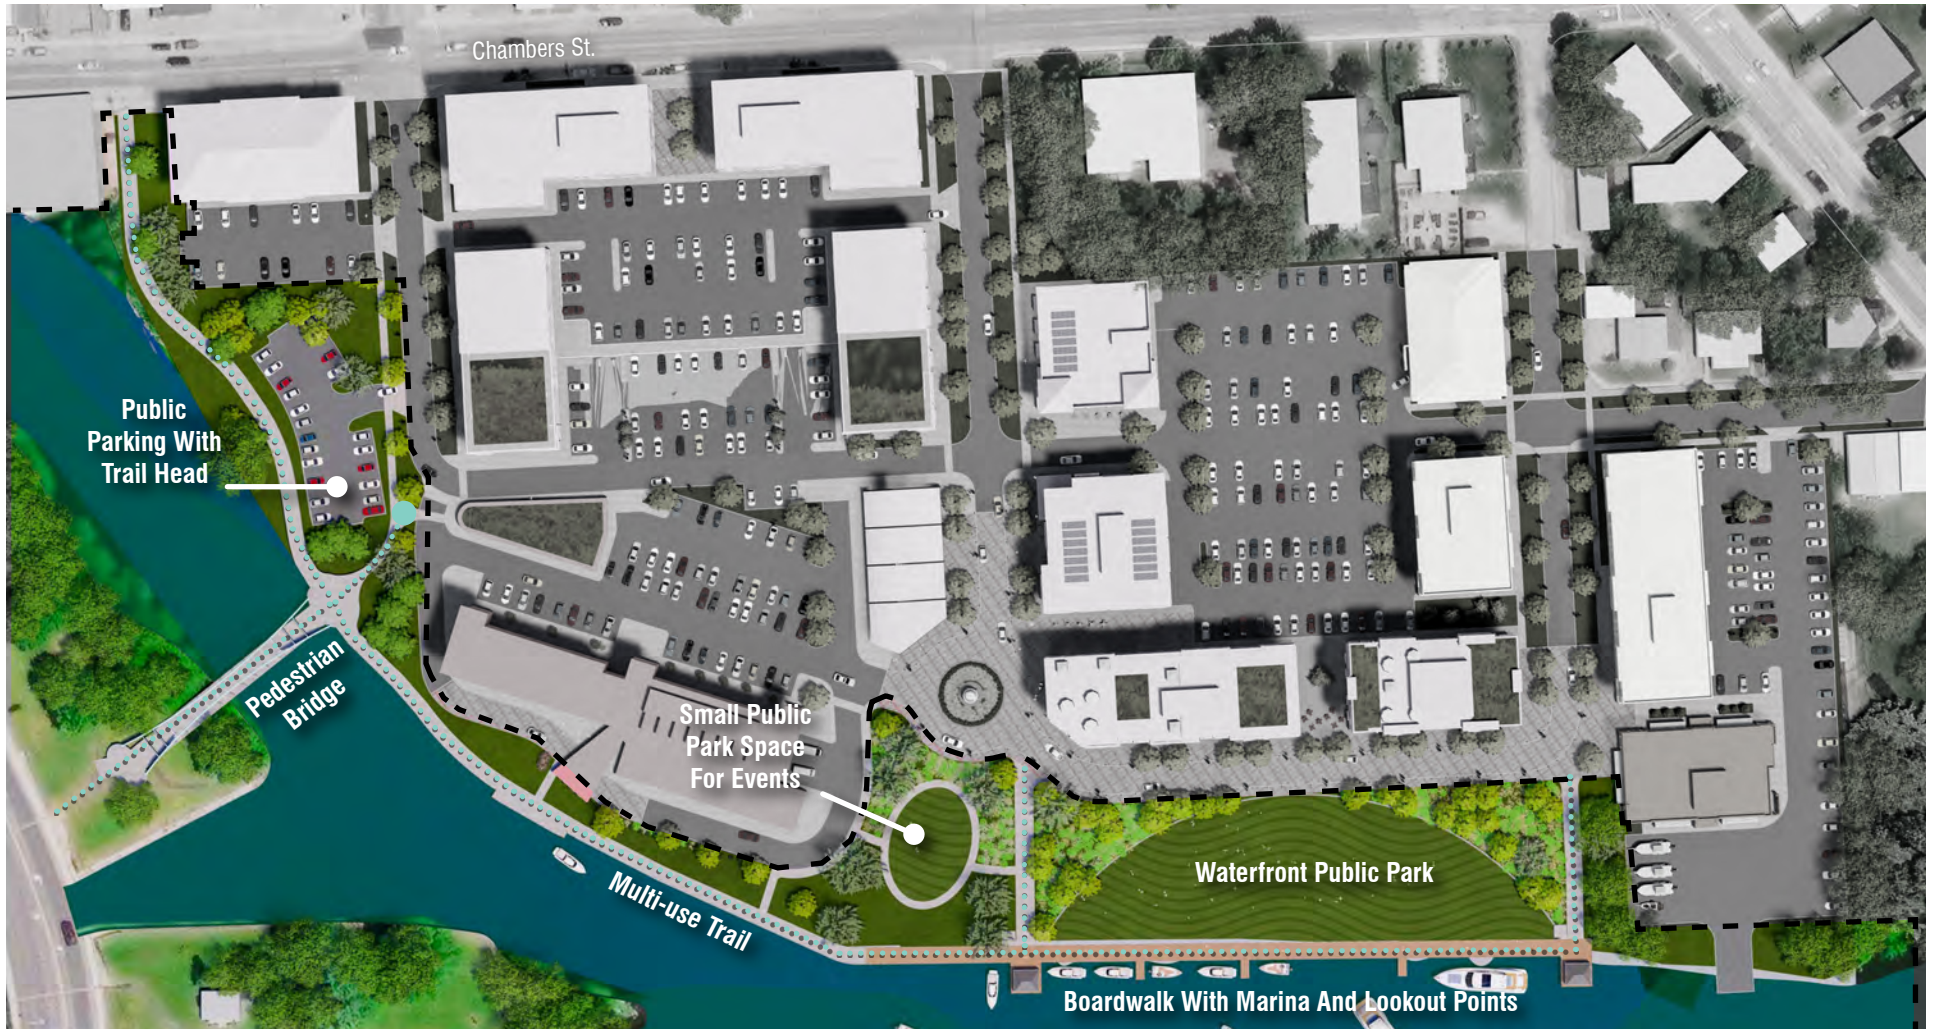 Chambers St.
Public
Parking With
Trail Head
Pedestrian
Bridge
Small Public
Park Space
For Events
Multi-use Trail
Waterfront Public Park
Boardwalk With Marina And Lookout Points